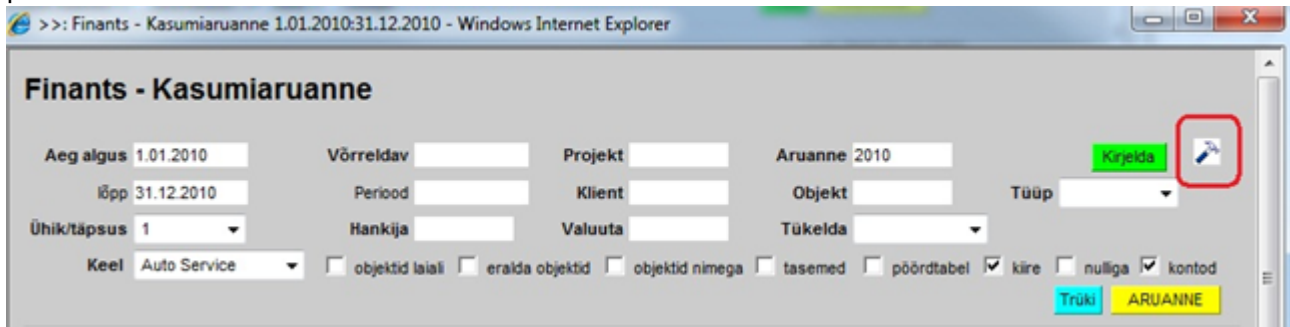 >>: Finants - Kasumiaruanne 1.01.2010:31.12.2010 - Windows Internet Explorer
Finants - Kasumiaruanne
Aeg algus 1.01.2010 Võrreldav Projekt Aruanne 2010 Kirjelda
lõpp 31.12.2010 Periood Klient Objekt Tüüp
Ühik/täpsus 1 Hankija Valuuta Tükelda
Keel Auto Service objektid laiali eralda objektid objektid nimega tasemed pöördtabel kiire nulliga kontod
Trüki ARUANNE